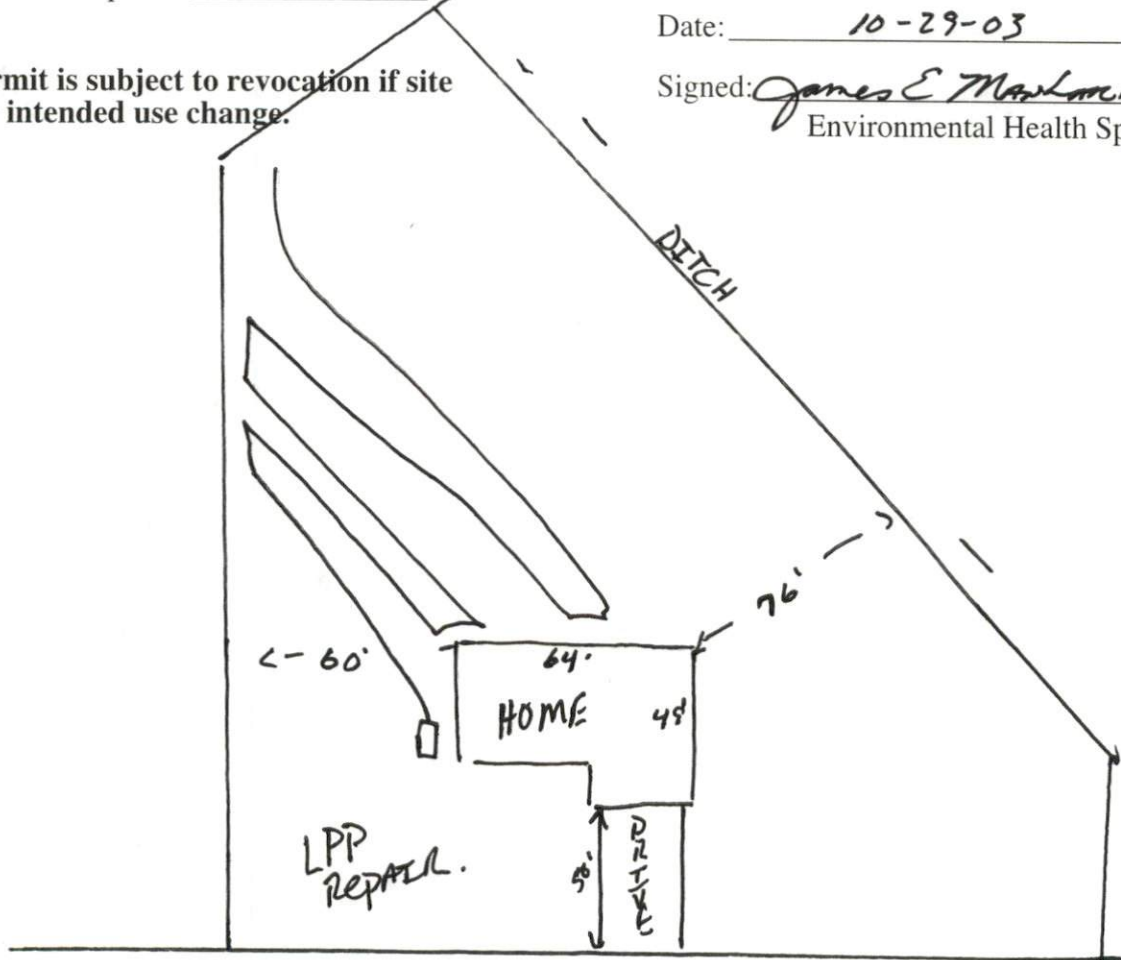 Date: 10-29-03
rmit is subject to revocation if site
intended use change.
Signed: James E
Environmental Health Sp
DITCH
76'
<- 60'
64'
HOME
48'
LPP
REPAIR.
50'
DRIVE